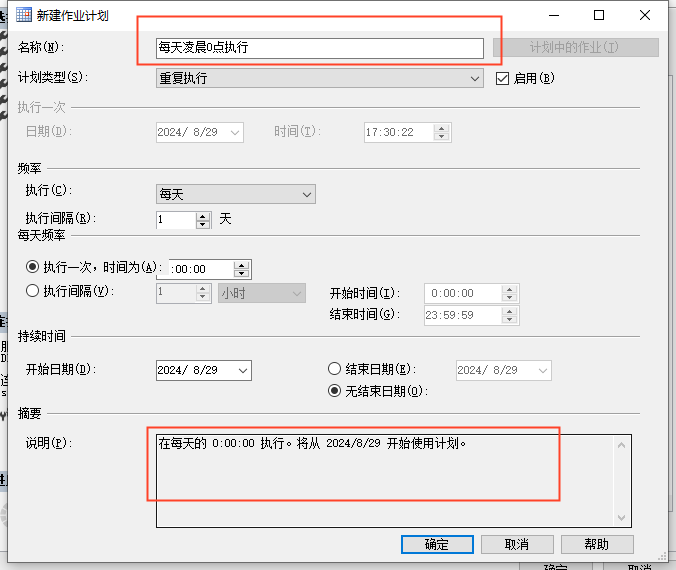 新建作业计划
名称(N): 每天凌晨0点执行 计划中的作业(J)
计划类型(S): 重复执行 启用(B)
执行一次
日期(D): 2024/ 8/29 时间(T): 17:30:22
频率
执行(C): 每天
执行间隔(R): 1 天
每天频率
执行一次，时间为(A): :00:00
执行间隔(V): 1 小时 开始时间(I): 0:00:00
结束时间(G): 23:59:59
持续时间
开始日期(D): 2024/ 8/29 结束日期(E): 2024/ 8/29
无结束日期(O):
摘要
说明(P): 在每天的 0:00:00 执行。将从 2024/8/29 开始使用计划。
确定 取消 帮助